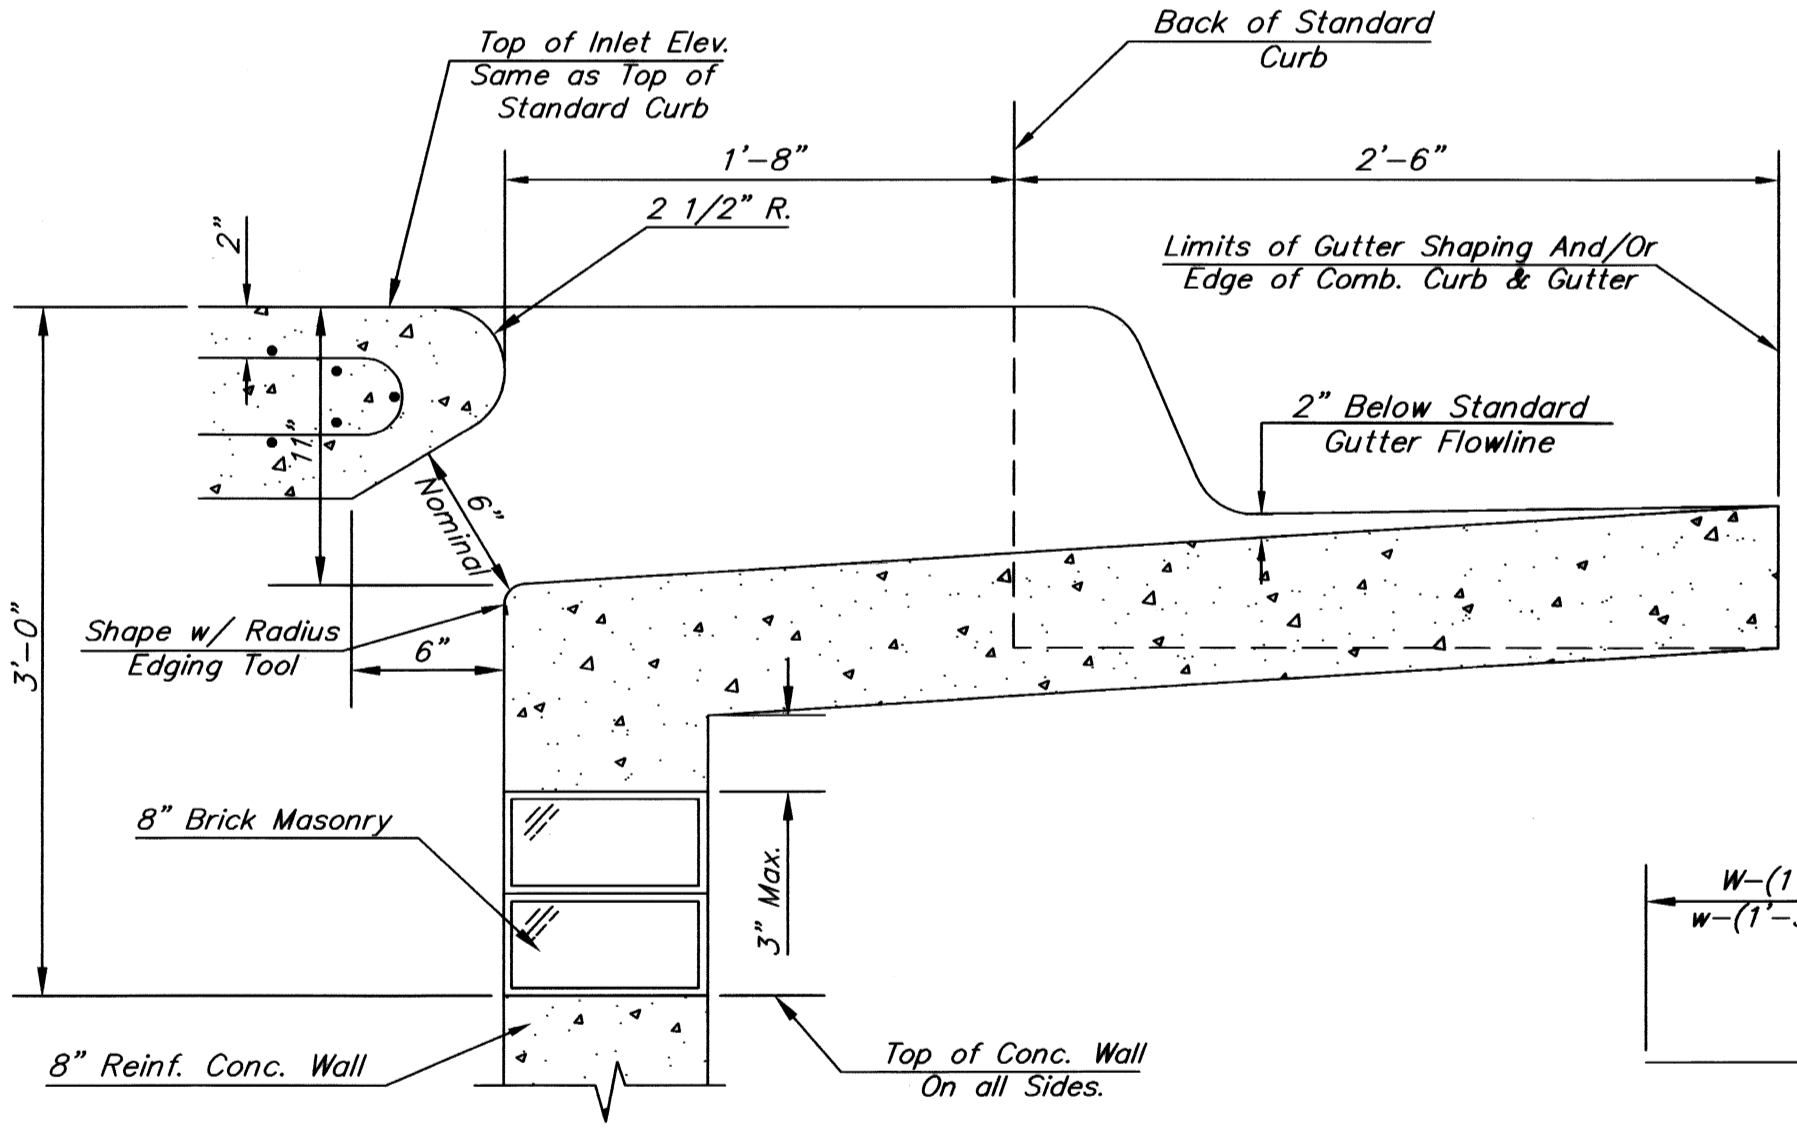 Back of Standard
Curb
Top of Inlet Elev.
Same as Top of
Standard Curb
1'-8"
2'-6"
2 1/2" R.
2"
Limits of Gutter Shaping And/Or
Edge of Comb. Curb & Gutter
2" Below Standard
Gutter Flowline
11"
6"
Nominal
3'-0"
Shape w/ Radius
Edging Tool
6"
8" Brick Masonry
3" Max.
W-(1
w-(1'-
8" Reinf. Conc. Wall
Top of Conc. Wall
On all Sides.